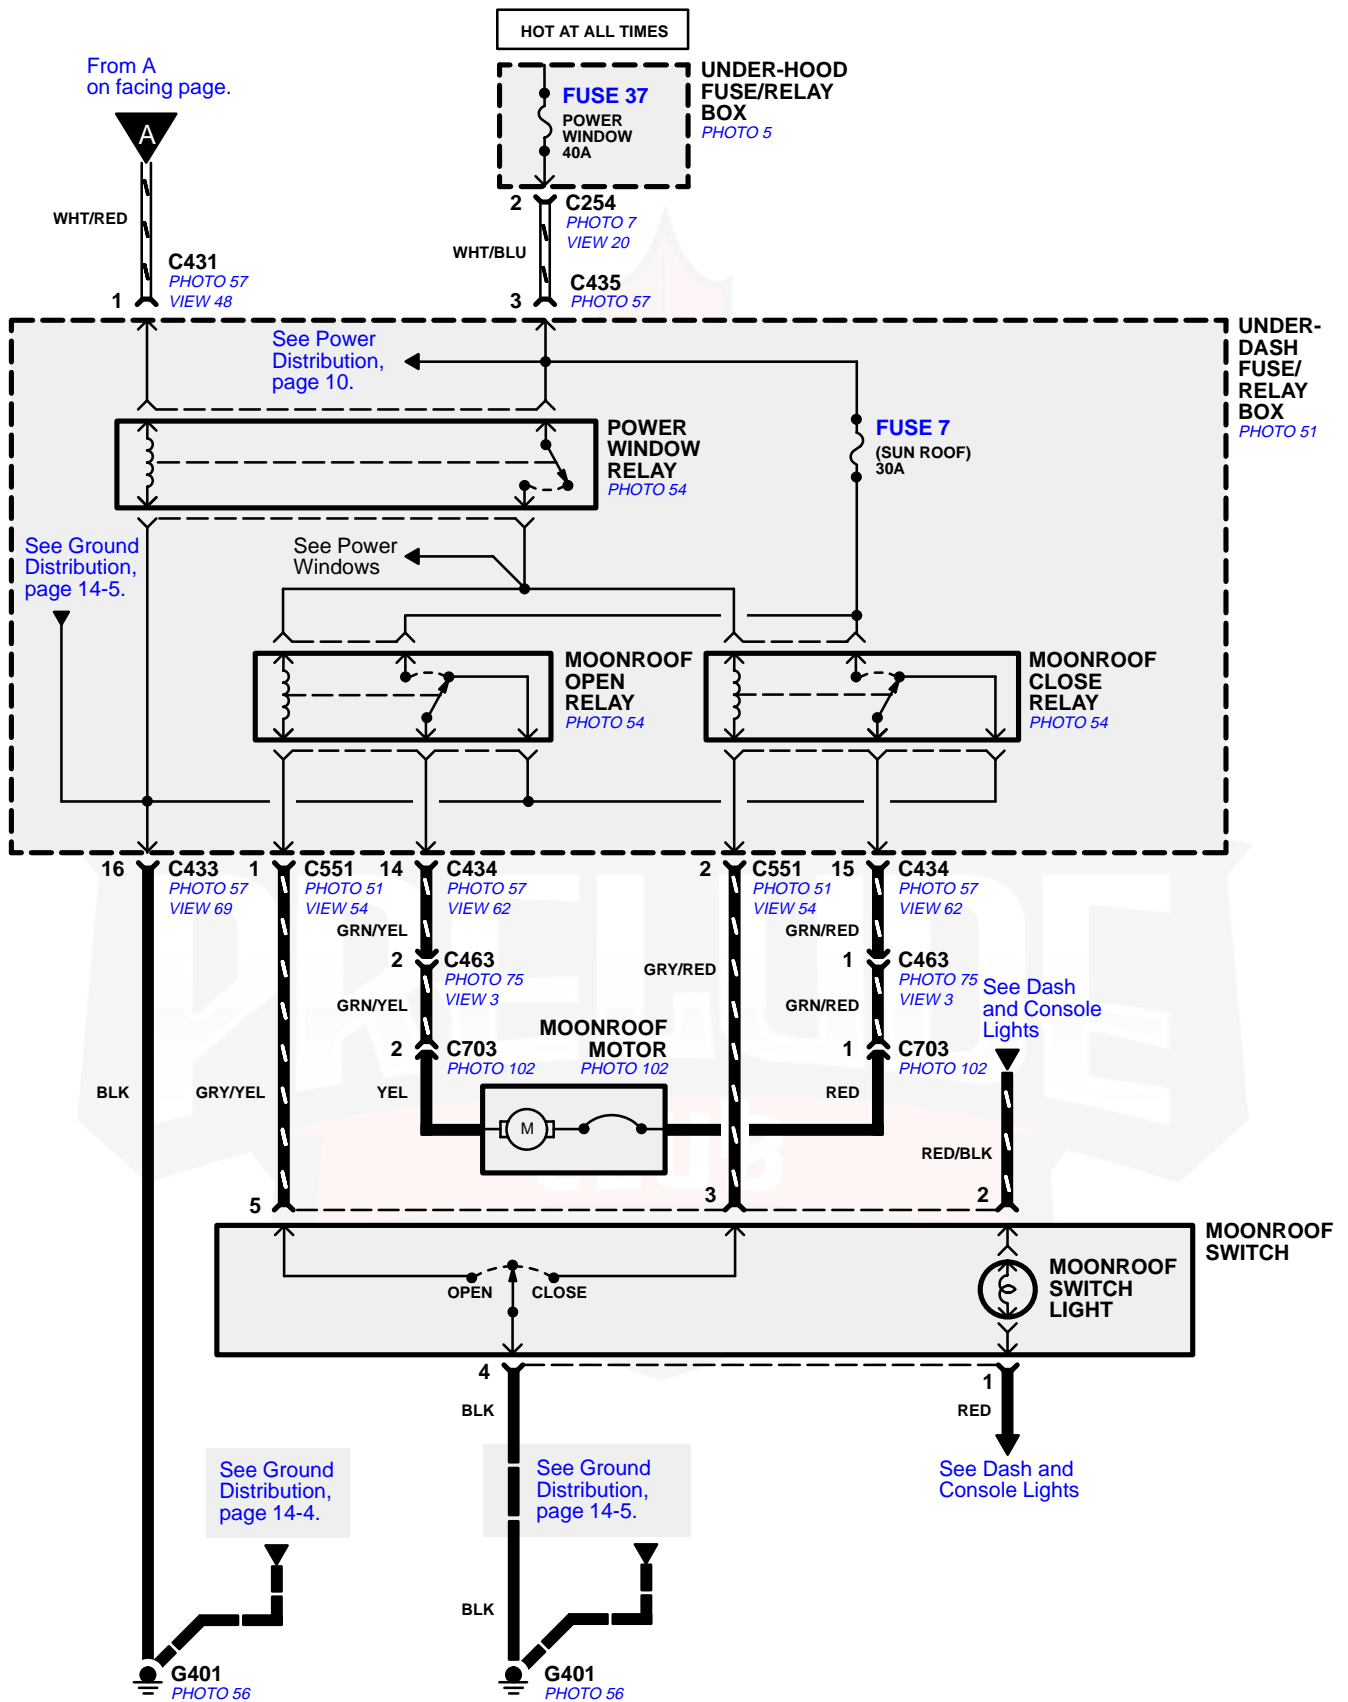 HOT AT ALL TIMES
From A
on facing page.
A
UNDER-HOOD
FUSE/RELAY
BOX
PHOTO 5
FUSE 37
POWER
WINDOW
40A
2
C254
PHOTO 7
VIEW 20
WHT/RED
WHT/BLU
C431
PHOTO 57
VIEW 48
1
C435
PHOTO 57
3
UNDER-
DASH
FUSE/
RELAY
BOX
PHOTO 51
See Power
Distribution,
page 10.
POWER
WINDOW
RELAY
PHOTO 54
FUSE 7
(SUN ROOF)
30A
See Ground
Distribution,
page 14-5.
See Power
Windows
MOONROOF
OPEN
RELAY
PHOTO 54
MOONROOF
CLOSE
RELAY
PHOTO 54
16
C433
PHOTO 57
VIEW 69
1
C551
PHOTO 51
VIEW 54
14
C434
PHOTO 57
VIEW 62
2
C551
PHOTO 51
VIEW 54
15
C434
PHOTO 57
VIEW 62
GRN/YEL
GRN/RED
2
C463
PHOTO 75
VIEW 3
GRY/RED
1
C463
PHOTO 75
VIEW 3
See Dash
and Console
Lights
GRN/YEL
GRN/RED
MOONROOF
MOTOR
PHOTO 102
2
C703
PHOTO 102
1
C703
PHOTO 102
BLK
GRY/YEL
YEL
RED
M
RED/BLK
PRELUDE
CLUB
5
3
2
MOONROOF
SWITCH
OPEN
CLOSE
MOONROOF
SWITCH
LIGHT
4
1
BLK
RED
See Ground
Distribution,
page 14-4.
See Ground
Distribution,
page 14-5.
See Dash and
Console Lights
BLK
G401
PHOTO 56
G401
PHOTO 56